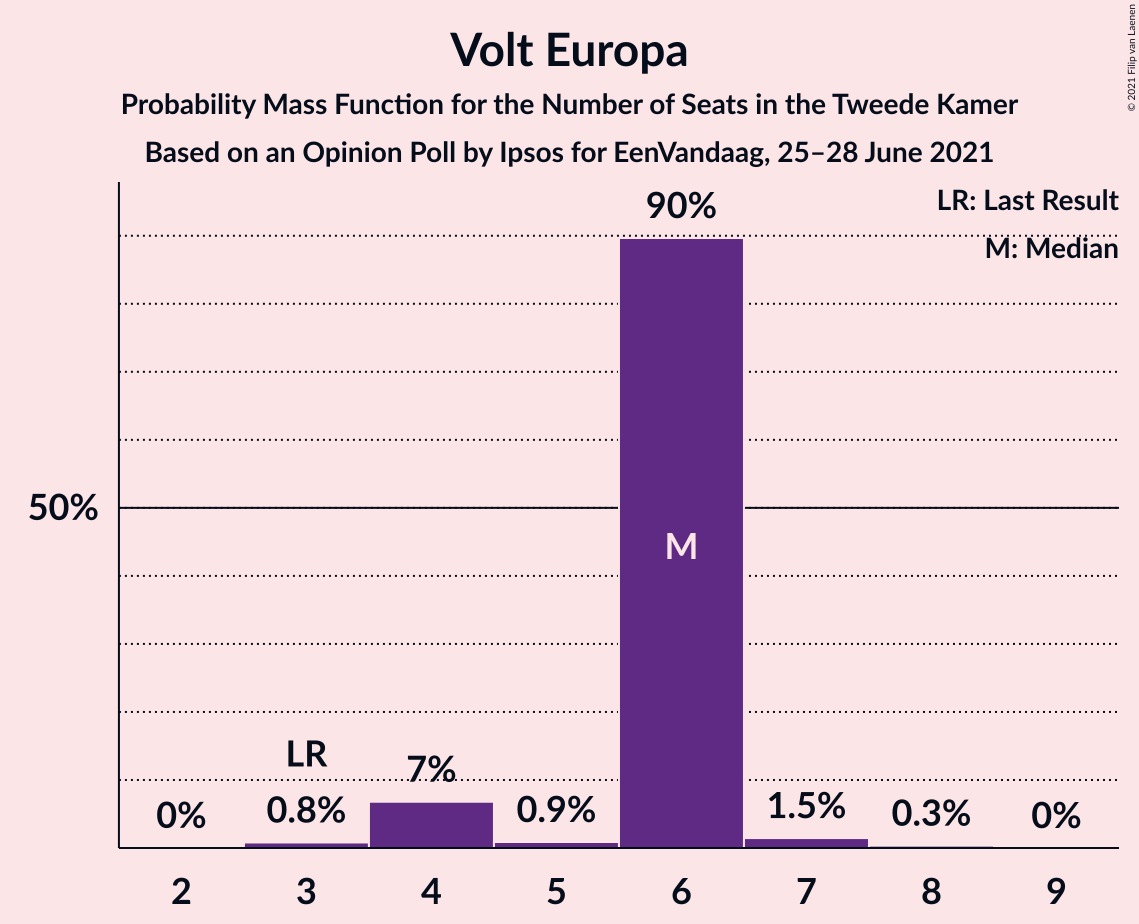 Volt Europa
Probability Mass Function for the Number of Seats in the Tweede Kamer
Based on an Opinion Poll by Ipsos for EenVandaag, 25–28 June 2021
© 2021 Filip van Laenen
LR: Last Result
M: Median
90%
50%
M
LR
7%
0%
0.8%
0.9%
1.5%
0.3%
0%
2
3
4
5
6
7
8
9